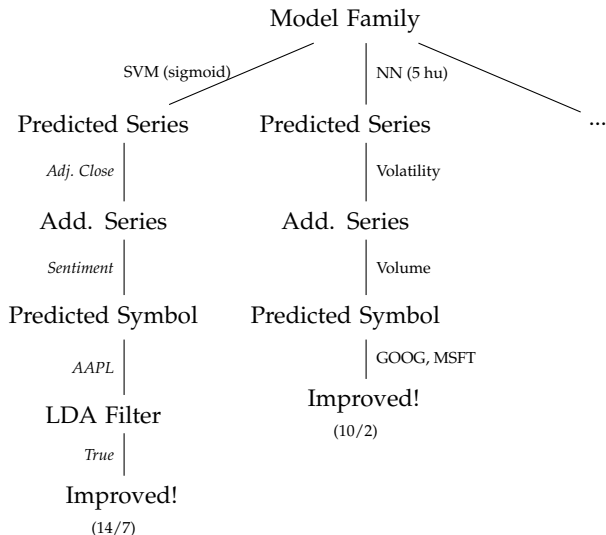 Model Family
SVM (sigmoid)
NN (5 hu)
Predicted Series
Predicted Series
...
Adj. Close
Volatility
Add. Series
Add. Series
Sentiment
Volume
Predicted Symbol
Predicted Symbol
AAPL
GOOG, MSFT
LDA Filter
Improved!
(10/2)
True
Improved!
(14/7)